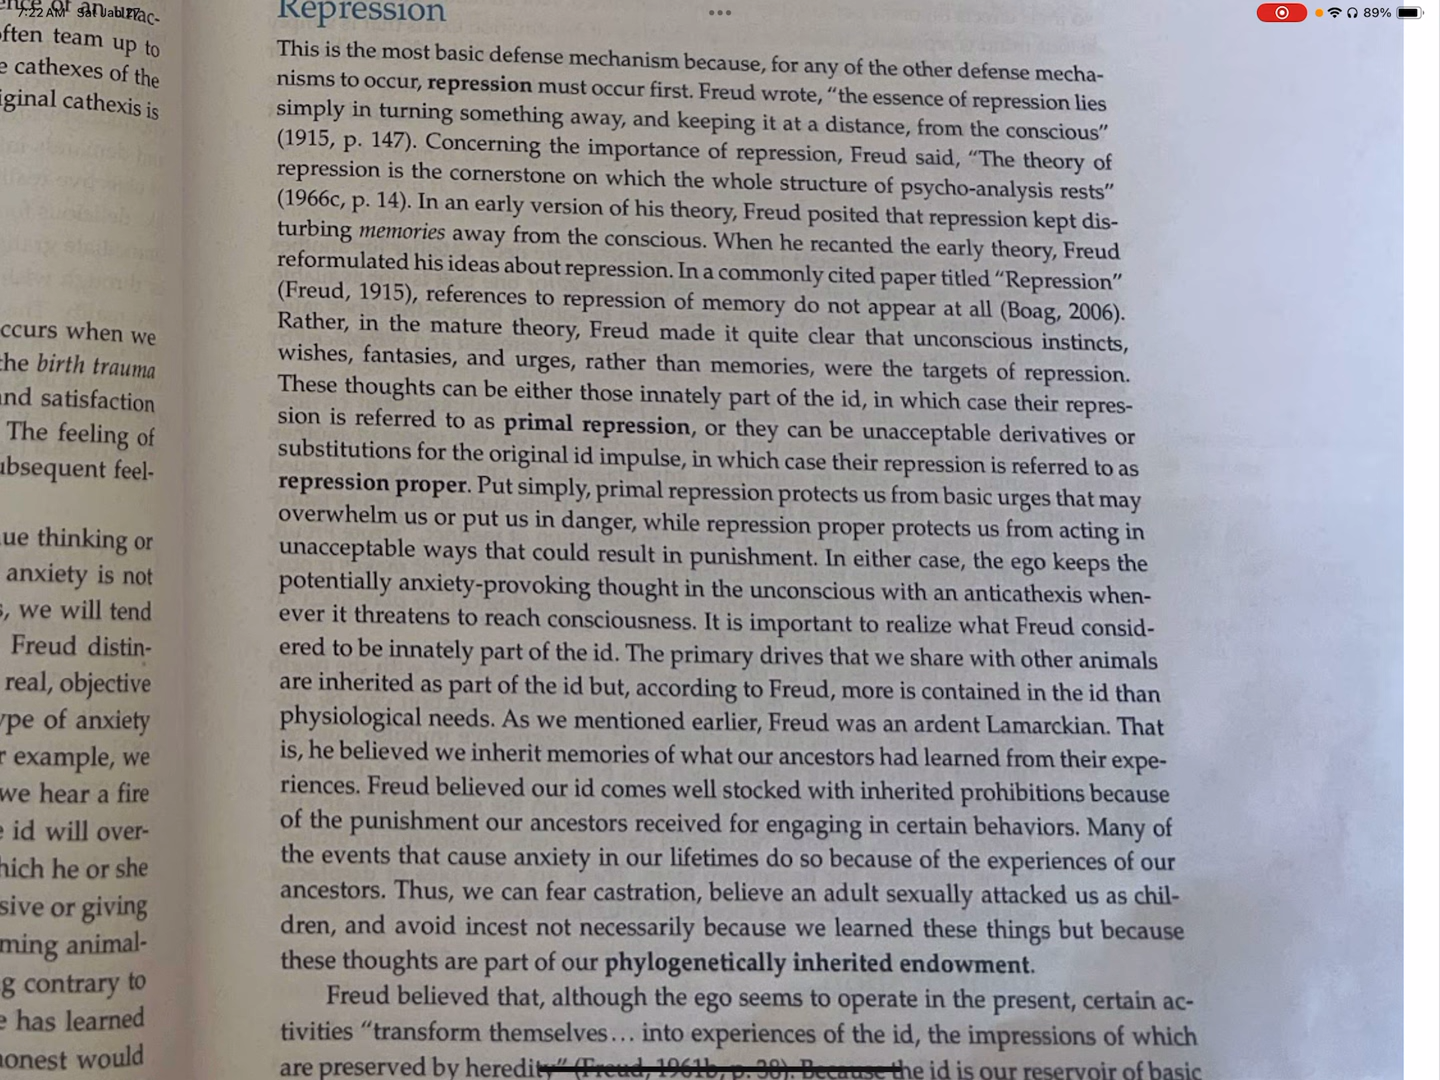 7:22 AM Sat Jan 27
89%
often team up to
e cathexes of the
iginal cathexis is
ccurs when we
the birth trauma
and satisfaction
The feeling of
ubsequent feel-
ue thinking or
anxiety is not
s, we will tend
Freud distin-
real, objective
ype of anxiety
r example, we
we hear a fire
e id will over-
hich he or she
sive or giving
ming animal-
g contrary to
e has learned
honest would
Repression
This is the most basic defense mechanism because, for any of the other defense mecha-
nisms to occur, repression must occur first. Freud wrote, “the essence of repression lies
simply in turning something away, and keeping it at a distance, from the conscious”
(1915, p. 147). Concerning the importance of repression, Freud said, “The theory of
repression is the cornerstone on which the whole structure of psycho-analysis rests”
(1966c, p. 14). In an early version of his theory, Freud posited that repression kept dis-
turbing memories away from the conscious. When he recanted the early theory, Freud
reformulated his ideas about repression. In a commonly cited paper titled “Repression”
(Freud, 1915), references to repression of memory do not appear at all (Boag, 2006).
Rather, in the mature theory, Freud made it quite clear that unconscious instincts,
wishes, fantasies, and urges, rather than memories, were the targets of repression.
These thoughts can be either those innately part of the id, in which case their repres-
sion is referred to as primal repression, or they can be unacceptable derivatives or
substitutions for the original id impulse, in which case their repression is referred to as
repression proper. Put simply, primal repression protects us from basic urges that may
overwhelm us or put us in danger, while repression proper protects us from acting in
unacceptable ways that could result in punishment. In either case, the ego keeps the
potentially anxiety-provoking thought in the unconscious with an anticathexis when-
ever it threatens to reach consciousness. It is important to realize what Freud consid-
ered to be innately part of the id. The primary drives that we share with other animals
are inherited as part of the id but, according to Freud, more is contained in the id than
physiological needs. As we mentioned earlier, Freud was an ardent Lamarckian. That
is, he believed we inherit memories of what our ancestors had learned from their expe-
riences. Freud believed our id comes well stocked with inherited prohibitions because
of the punishment our ancestors received for engaging in certain behaviors. Many of
the events that cause anxiety in our lifetimes do so because of the experiences of our
ancestors. Thus, we can fear castration, believe an adult sexually attacked us as chil-
dren, and avoid incest not necessarily because we learned these things but because
these thoughts are part of our phylogenetically inherited endowment.
Freud believed that, although the ego seems to operate in the present, certain ac-
tivities “transform themselves... into experiences of the id, the impressions of which
are preserved by heredity” (Freud, 1961b, p. 38). Because the id is our reservoir of basic